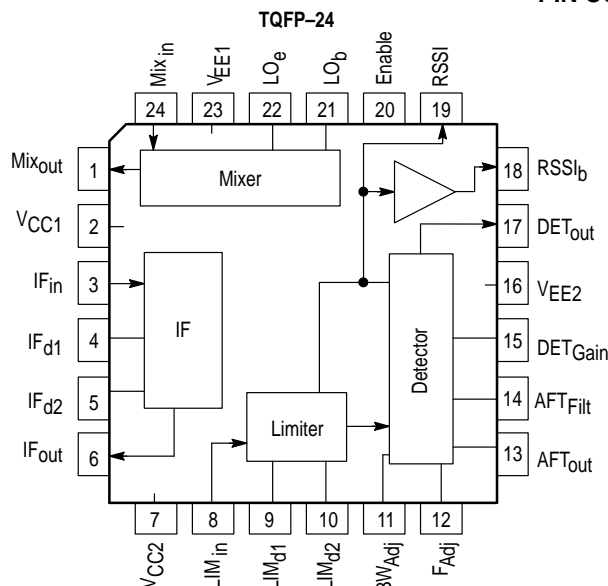 TQFP–24
Mixin
VEE1
LOe
LOb
Enable
RSSI
24
23
22
21
20
19
Mixout
1
Mixer
18
RSSIb
VCC1
2
17
DETout
IFin
3
16
VEE2
IF
Detector
IFd1
4
15
DETGain
IFd2
5
14
AFTFilt
Limiter
IFout
6
13
AFTout
7
8
9
10
11
12
VCC2
LIMin
LIMd1
LIMd2
BWAdj
FAdj